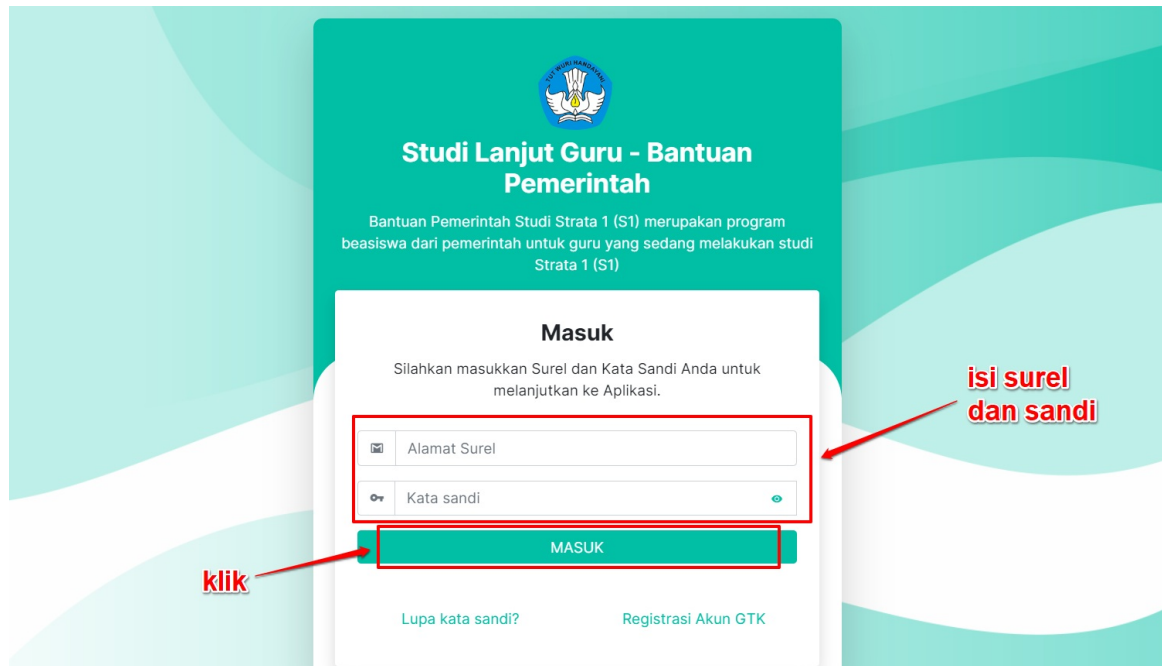 TUT WURI HANDAYANI
Studi Lanjut Guru - Bantuan
Pemerintah
Bantuan Pemerintah Studi Strata 1 (S1) merupakan program
beasiswa dari pemerintah untuk guru yang sedang melakukan studi
Strata 1 (S1)
Masuk
Silahkan masukkan Surel dan Kata Sandi Anda untuk
melanjutkan ke Aplikasi.
isi surel
dan sandi
Alamat Surel
Kata sandi
MASUK
klik
Lupa kata sandi?
Registrasi Akun GTK